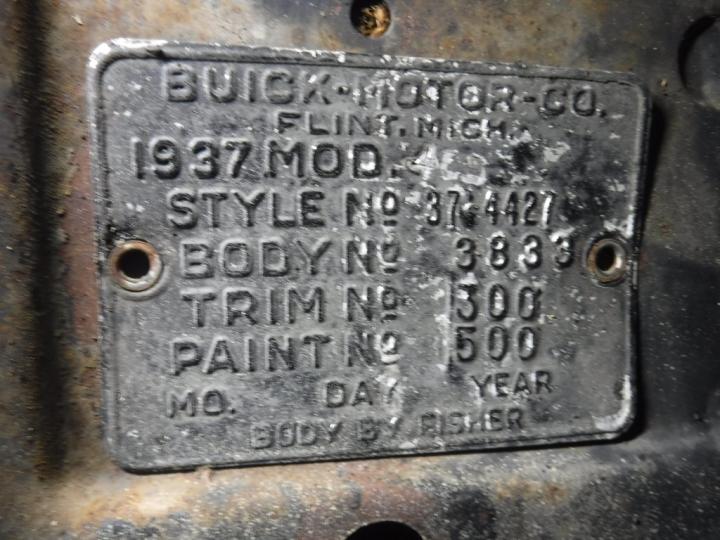 BUICK-MOTOR-CO.
FLINT, MICH.
1937 MOD.
STYLE Nº 37-4427
BODY Nº 3833
TRIM Nº 300
PAINT Nº 500
MO. DAY YEAR
BODY BY FISHER